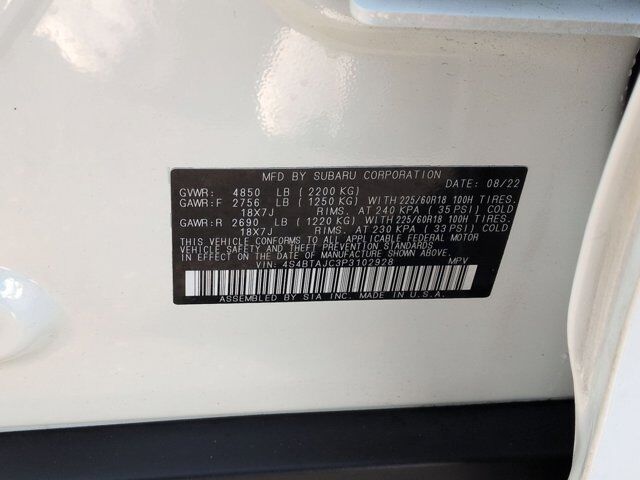 MFD BY SUBARU CORPORATION
DATE: 08/22
GVWR: 4850 LB (2200 KG)
GAWR:F 2756 LB (1250 KG) WITH 225/60R18 100H TIRES,
18X7J RIMS. AT 240 KPA (35 PSI) COLD
GAWR:R 2690 LB (1220 KG) WITH 225/60R18 100H TIRES,
18X7J RIMS. AT 230 KPA (33 PSI) COLD
THIS VEHICLE CONFORMS TO ALL APPLICABLE FEDERAL MOTOR
VEHICLE SAFETY AND THEFT PREVENTION STANDARDS
IN EFFECT ON THE DATE OF MANUFACTURE SHOWN ABOVE.
VIN: 4S4BTAJC3P3102928 MPV
ASSEMBLED BY SIA INC. MADE IN U.S.A.